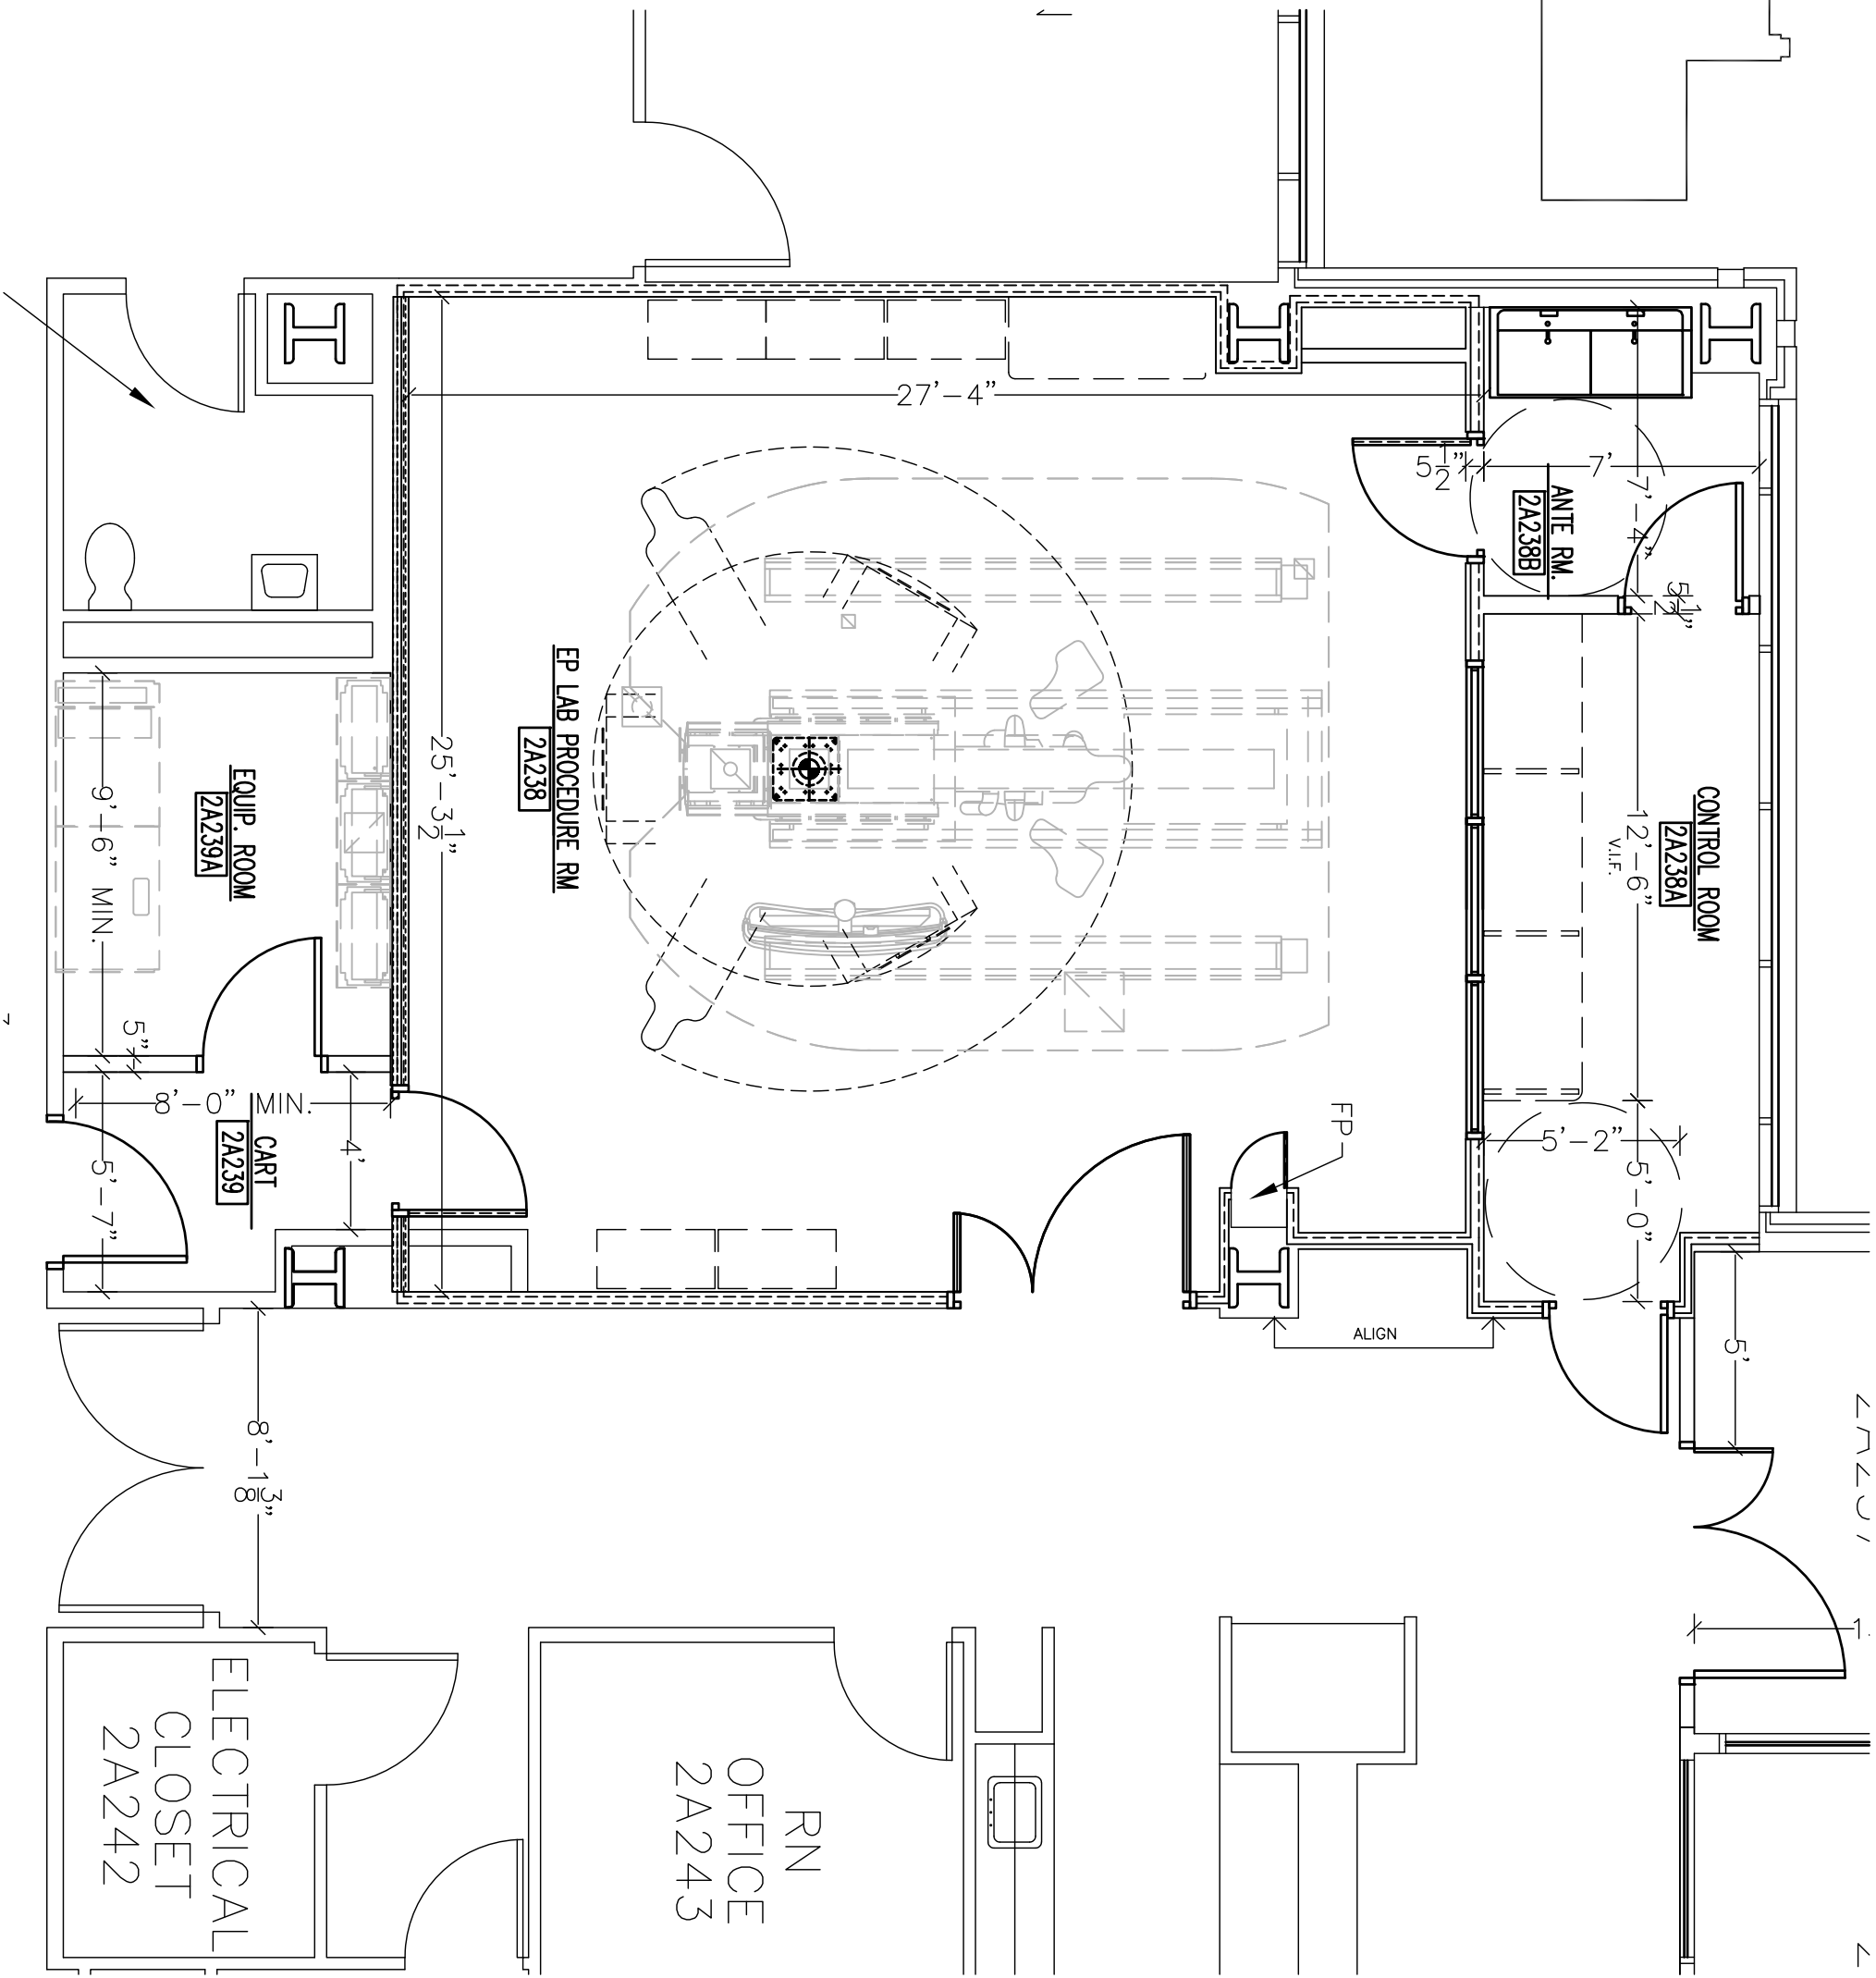 27'-4"
5 1/2"
7'
7'-4"
ANTE RM.
2A238B
5 1/2"
EP LAB PROCEDURE RM
2A238
25'-3 1/2"
EQUIP. ROOM
2A239A
9'-6" MIN.
CONTROL ROOM
2A238A
12'-6"
V.I.F.
5"
8'-0" MIN.
CART
2A239
4'
5'-7"
FP
5'-2"
5'-0"
ALIGN
5'
8'-1 3/8"
ELECTRICAL
CLOSET
2A242
RN
OFFICE
2A243